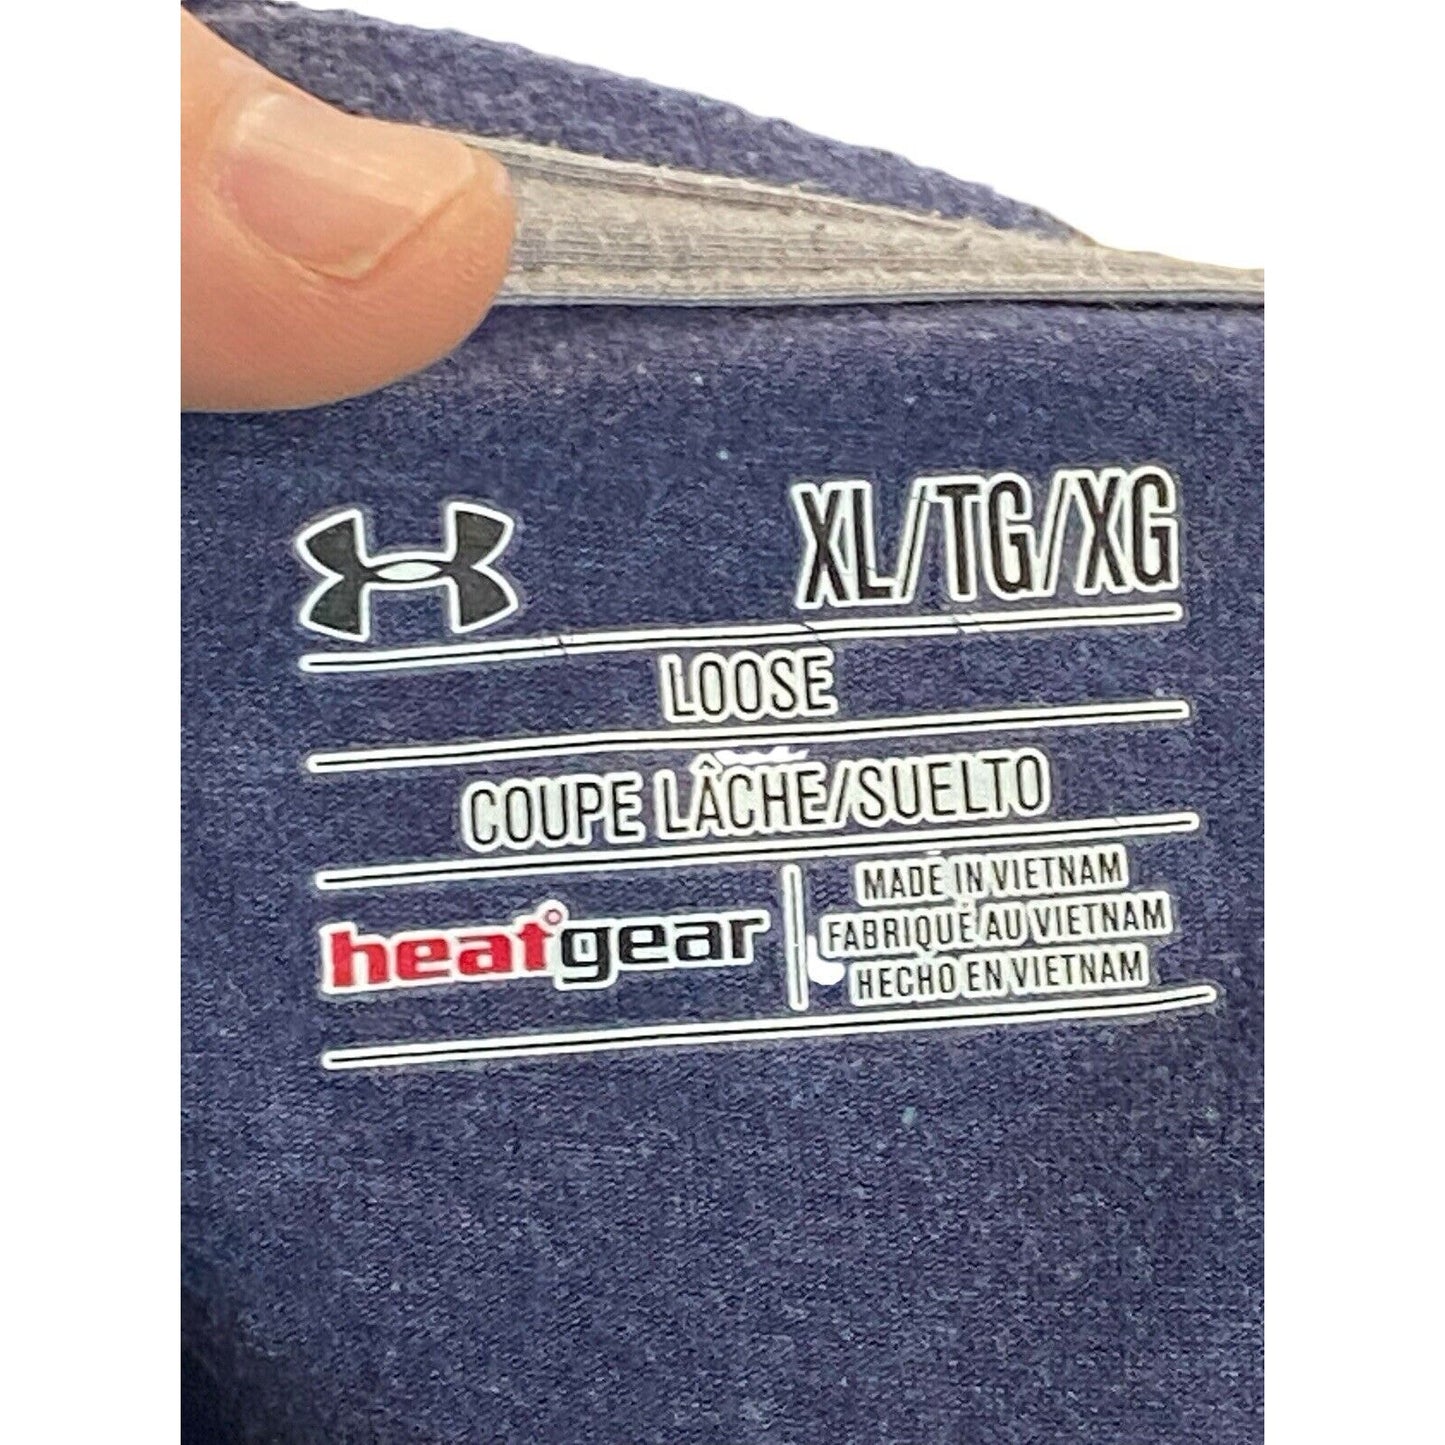 XL/TG/XG
LOOSE
COUPE LÂCHE/SUELTO
heatgear
MADE IN VIETNAM
FABRIQUÉ AU VIETNAM
HECHO EN VIETNAM